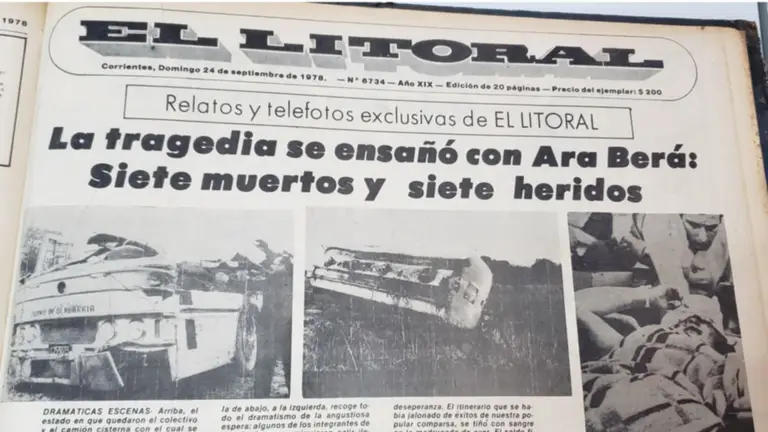 1978
EL LITORAL
Corrientes, Domingo 24 de septiembre de 1978. — Nº 6734 — Año XIX — Edición de 20 páginas — Precio del ejemplar: $ 200
Relatos y telefotos exclusivas de EL LITORAL
La tragedia se ensañó con Ara Berá:
Siete muertos y siete heridos
DRAMATICAS ESCENAS- Arriba, el
estado en que quedaron el colectivo
y el camión cisterna con el cual se
la de abajo, a la izquierda, recoge to-
do el dramatismo de la angustiosa
espera: algunos de los integrantes de
deseperanza. El itinerario que se ha-
bía jalonado de éxitos de nuestra po-
pular comparsa, se tiñó con sangre